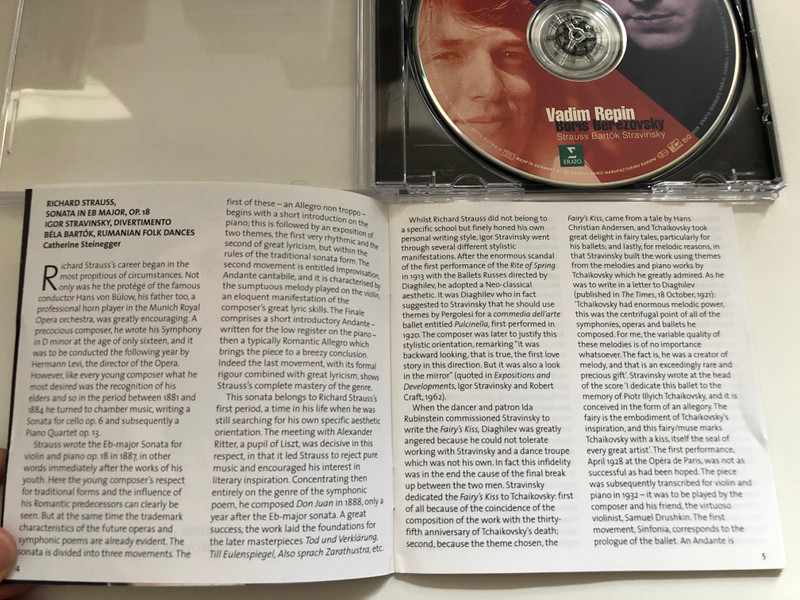 Vadim Repin
Boris Berezovsky
Strauss Bartók Stravinsky
ERATO
RICHARD STRAUSS,
SONATA IN EB MAJOR, OP. 18
IGOR STRAVINSKY, DIVERTIMENTO
BÉLA BARTÓK, RUMANIAN FOLK DANCES
Catherine Steinegger
Richard Strauss's career began in the
most propitious of circumstances. Not
only was he the protégé of the famous
conductor Hans von Bülow, his father too, a
professional horn player in the Munich Royal
Opera orchestra, was greatly encouraging. A
precocious composer, he wrote his Symphony
in D minor at the age of only sixteen, and it
was to be conducted the following year by
Hermann Levi, the director of the Opera.
However, like every young composer what he
most desired was the recognition of his
elders and so in the period between 1881 and
1884 he turned to chamber music, writing a
Sonata for cello op. 6 and subsequently a
Piano Quartet op. 13.
Strauss wrote the Eb-major Sonata for
violin and piano op. 18 in 1887, in other
words immediately after the works of his
youth. Here the young composer's respect
for traditional forms and the influence of
his Romantic predecessors can clearly be
seen. But at the same time the trademark
characteristics of the future operas and
symphonic poems are already evident. The
sonata is divided into three movements. The
4
first of these – an Allegro non troppo –
begins with a short introduction on the
piano; this is followed by an exposition of
two themes, the first very rhythmic and the
second of great lyricism, but within the
rules of the traditional sonata form. The
second movement is entitled Improvisation,
Andante cantabile, and it is characterised by
the sumptuous melody played on the violin,
an eloquent manifestation of the
composer's great lyric skills. The Finale
comprises a short introductory Andante –
written for the low register on the piano –
then a typically Romantic Allegro which
brings the piece to a breezy conclusion.
Indeed the last movement, with its formal
rigour combined with great lyricism, shows
Strauss's complete mastery of the genre.
This sonata belongs to Richard Strauss's
first period, a time in his life when he was
still searching for his own specific aesthetic
orientation. The meeting with Alexander
Ritter, a pupil of Liszt, was decisive in this
respect, in that it led Strauss to reject pure
music and encouraged his interest in
literary inspiration. Concentrating then
entirely on the genre of the symphonic
poem, he composed Don Juan in 1888, only a
year after the Eb-major sonata. A great
success, the work laid the foundations for
the later masterpieces Tod und Verklärung,
Till Eulenspiegel, Also sprach Zarathustra, etc.
Whilst Richard Strauss did not belong to
a specific school but finely honed his own
personal writing style, Igor Stravinsky went
through several different stylistic
manifestations. After the enormous scandal
of the first performance of the Rite of Spring
in 1913 with the Ballets Russes directed by
Diaghilev, he adopted a Neo-classical
aesthetic. It was Diaghilev who in fact
suggested to Stravinsky that he should use
themes by Pergolesi for a commedia dell'arte
ballet entitled Pulcinella, first performed in
1920. The composer was later to justify this
stylistic orientation, remarking "it was
backward looking, that is true, the first love
story in this direction. But it was also a look
in the mirror" (quoted in Expositions and
Developments, Igor Stravinsky and Robert
Craft, 1962).
When the dancer and patron Ida
Rubinstein commissioned Stravinsky to
write the Fairy's Kiss, Diaghilev was greatly
angered because he could not tolerate
working with Stravinsky and a dance troupe
which was not his own. In fact this infidelity
was in the end the cause of the final break
up between the two men. Stravinsky
dedicated the Fairy's Kiss to Tchaikovsky: first
of all because of the coincidence of the
composition of the work with the thirty-
fifth anniversary of Tchaikovsky's death;
second, because the theme chosen, the
Fairy's Kiss, came from a tale by Hans
Christian Andersen, and Tchaikovsky took
great delight in fairy tales, particularly for
his ballets; and lastly, for melodic reasons, in
that Stravinsky built the work using themes
from the melodies and piano works by
Tchaikovsky which he greatly admired. As he
was to write in a letter to Diaghilev
(published in The Times, 18 October, 1921):
'Tchaikovsky had enormous melodic power,
this was the centrifugal point of all of the
symphonies, operas and ballets he
composed. For me, the variable quality of
these melodies is of no importance
whatsoever. The fact is, he was a creator of
melody, and that is an exceedingly rare and
precious gift'. Stravinsky wrote at the head
of the score 'I dedicate this ballet to the
memory of Piotr Illyich Tchaikovsky, and it is
conceived in the form of an allegory. The
fairy is the embodiment of Tchaikovsky's
inspiration, and this fairy/muse marks
Tchaikovsky with a kiss, itself the seal of
every great artist'. The first performance,
April 1928 at the Opéra de Paris, was not as
successful as had been hoped. The piece
was subsequently transcribed for violin and
piano in 1932 – it was to be played by the
composer and his friend, the virtuoso
violinist, Samuel Drushkin. The first
movement, Sinfonia, corresponds to the
prologue of the ballet. An Andante is
5